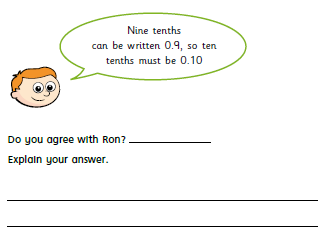 Nine tenths
can be written 0.9, so ten
tenths must be 0.10
Do you agree with Ron?
Explain your answer.